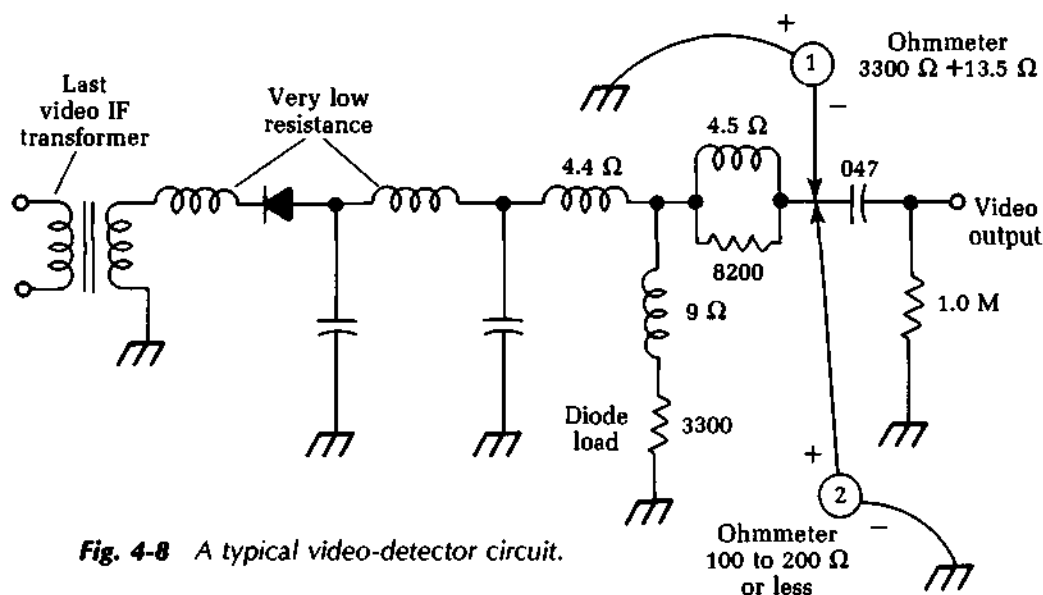 Last
video IF
transformer
Very low
resistance
4.4 Ω
4.5 Ω
8200
+
1
−
Ohmmeter
3300 Ω +13.5 Ω
047
Video
output
9 Ω
1.0 M
Diode
load
3300
+
2
−
Ohmmeter
100 to 200 Ω
or less
Fig. 4-8 A typical video-detector circuit.